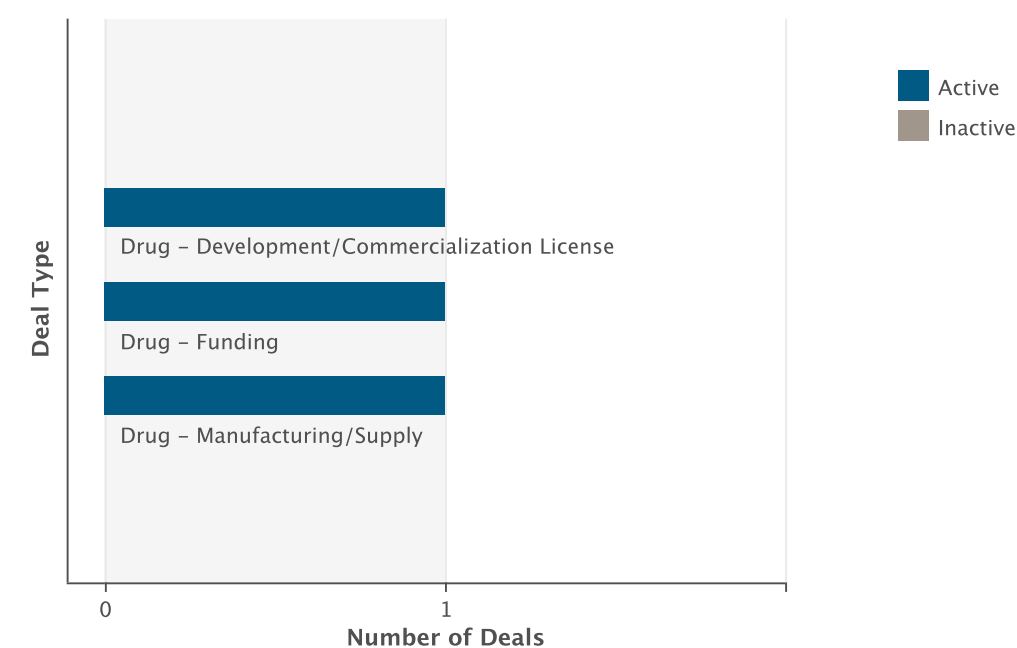 Active
Inactive
Drug – Development/Commercialization License
Drug – Funding
Drug – Manufacturing/Supply
Deal Type
0
1
Number of Deals